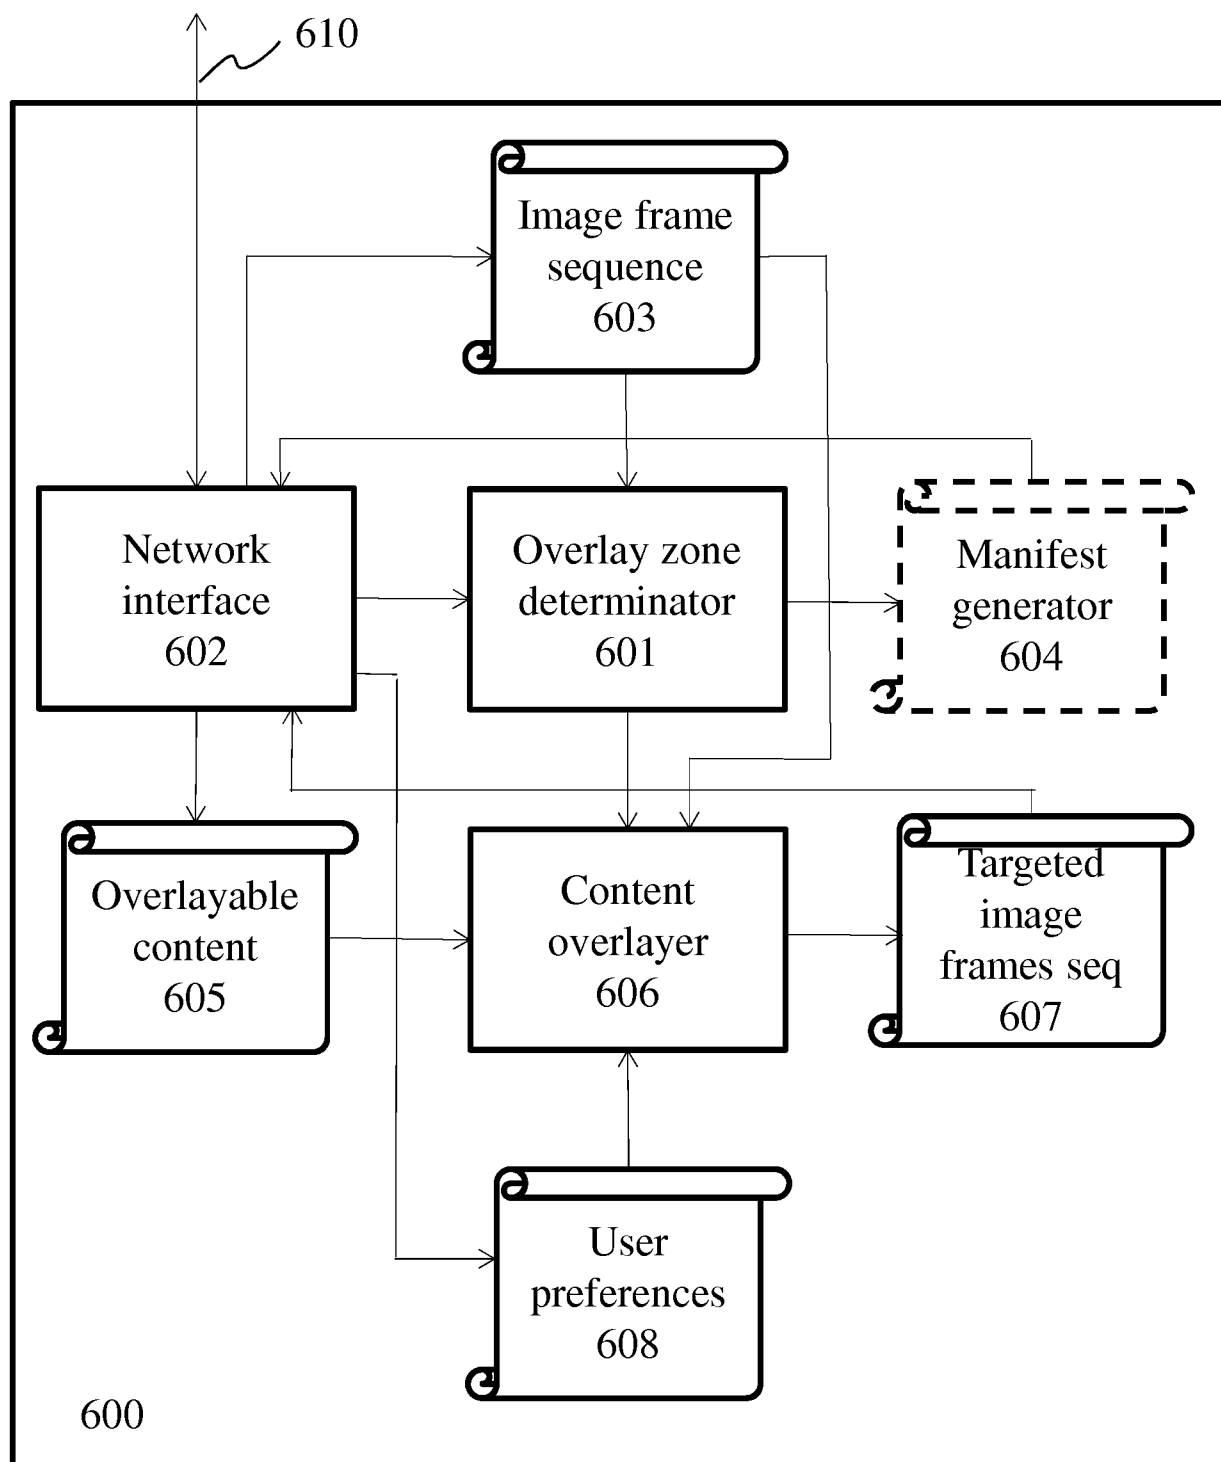 610
Image frame
sequence
603
Network
interface
602
Overlay zone
determinator
601
Manifest
generator
604
Overlayable
content
605
Content
overlayer
606
Targeted
image
frames seq
607
User
preferences
608
600